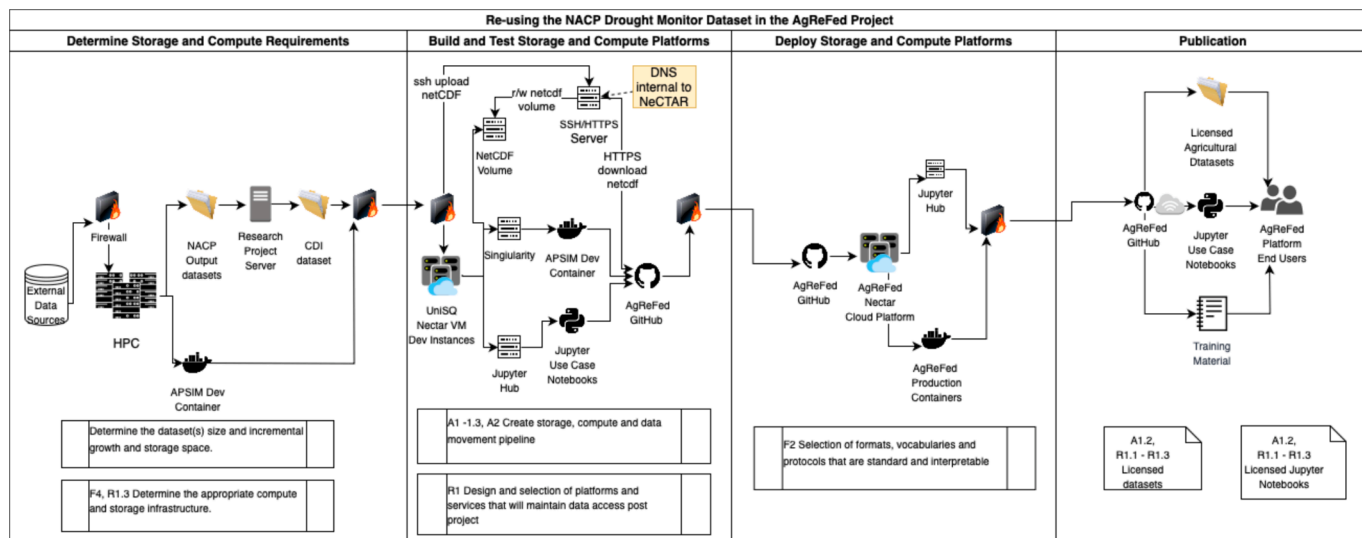 Re-using the NACP Drought Monitor Dataset in the AgReFed Project
Determine Storage and Compute Requirements
Firewall
External
Data
Sources
HPC
NACP
Output
datasets
Research
Project
Server
CDI
dataset
APSIM Dev
Container
Determine the dataset(s) size and incremental
growth and storage space.
F4, R1.3 Determine the appropriate compute
and storage infrastructure.
Build and Test Storage and Compute Platforms
ssh upload
netCDF
r/w netcdf
volume
DNS
internal to
NeCTAR
SSH/HTTPS
Server
NetCDF
Volume
HTTPS
download
netcdf
Singiularity
APSIM Dev
Container
UniSQ
Nectar VM
Dev Instances
AgReFed
GitHub
Jupyter
Hub
Jupyter
Use Case
Notebooks
A1 -1.3, A2 Create storage, compute and data
movement pipeline
R1 Design and selection of platforms and
services that will maintain data access post
project
Deploy Storage and Compute Platforms
Jupyter
Hub
AgReFed
GitHub
AgReFed
Nectar
Cloud Platform
AgReFed
Production
Containers
F2 Selection of formats, vocabularies and
protocols that are standard and interpretable
Publication
Licensed
Agricultural
Dtatasets
AgReFed
GitHub
Jupyter
Use Case
Notebooks
AgReFed
Platform
End Users
Training
Material
A1.2,
R1.1 - R1.3
Licensed
datasets
A1.2,
R1.1 - R1.3
Licensed Jupyter
Notebooks